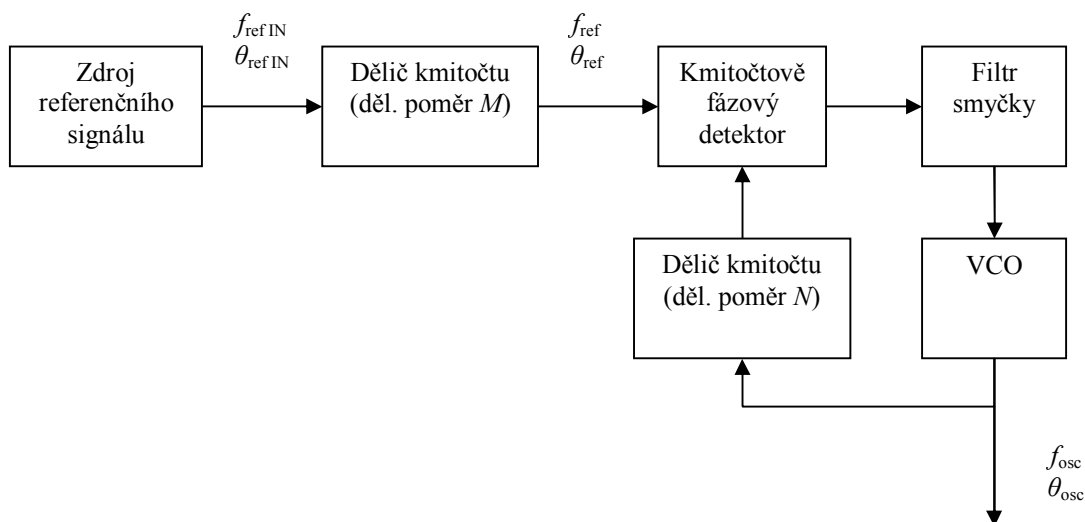 f_ref IN
θ_ref IN
f_ref
θ_ref
Zdroj
referenčního
signálu
Dělič kmitočtu
(děl. poměr M)
Kmitočtově
fázový
detektor
Filtr
smyčky
Dělič kmitočtu
(děl. poměr N)
VCO
f_osc
θ_osc